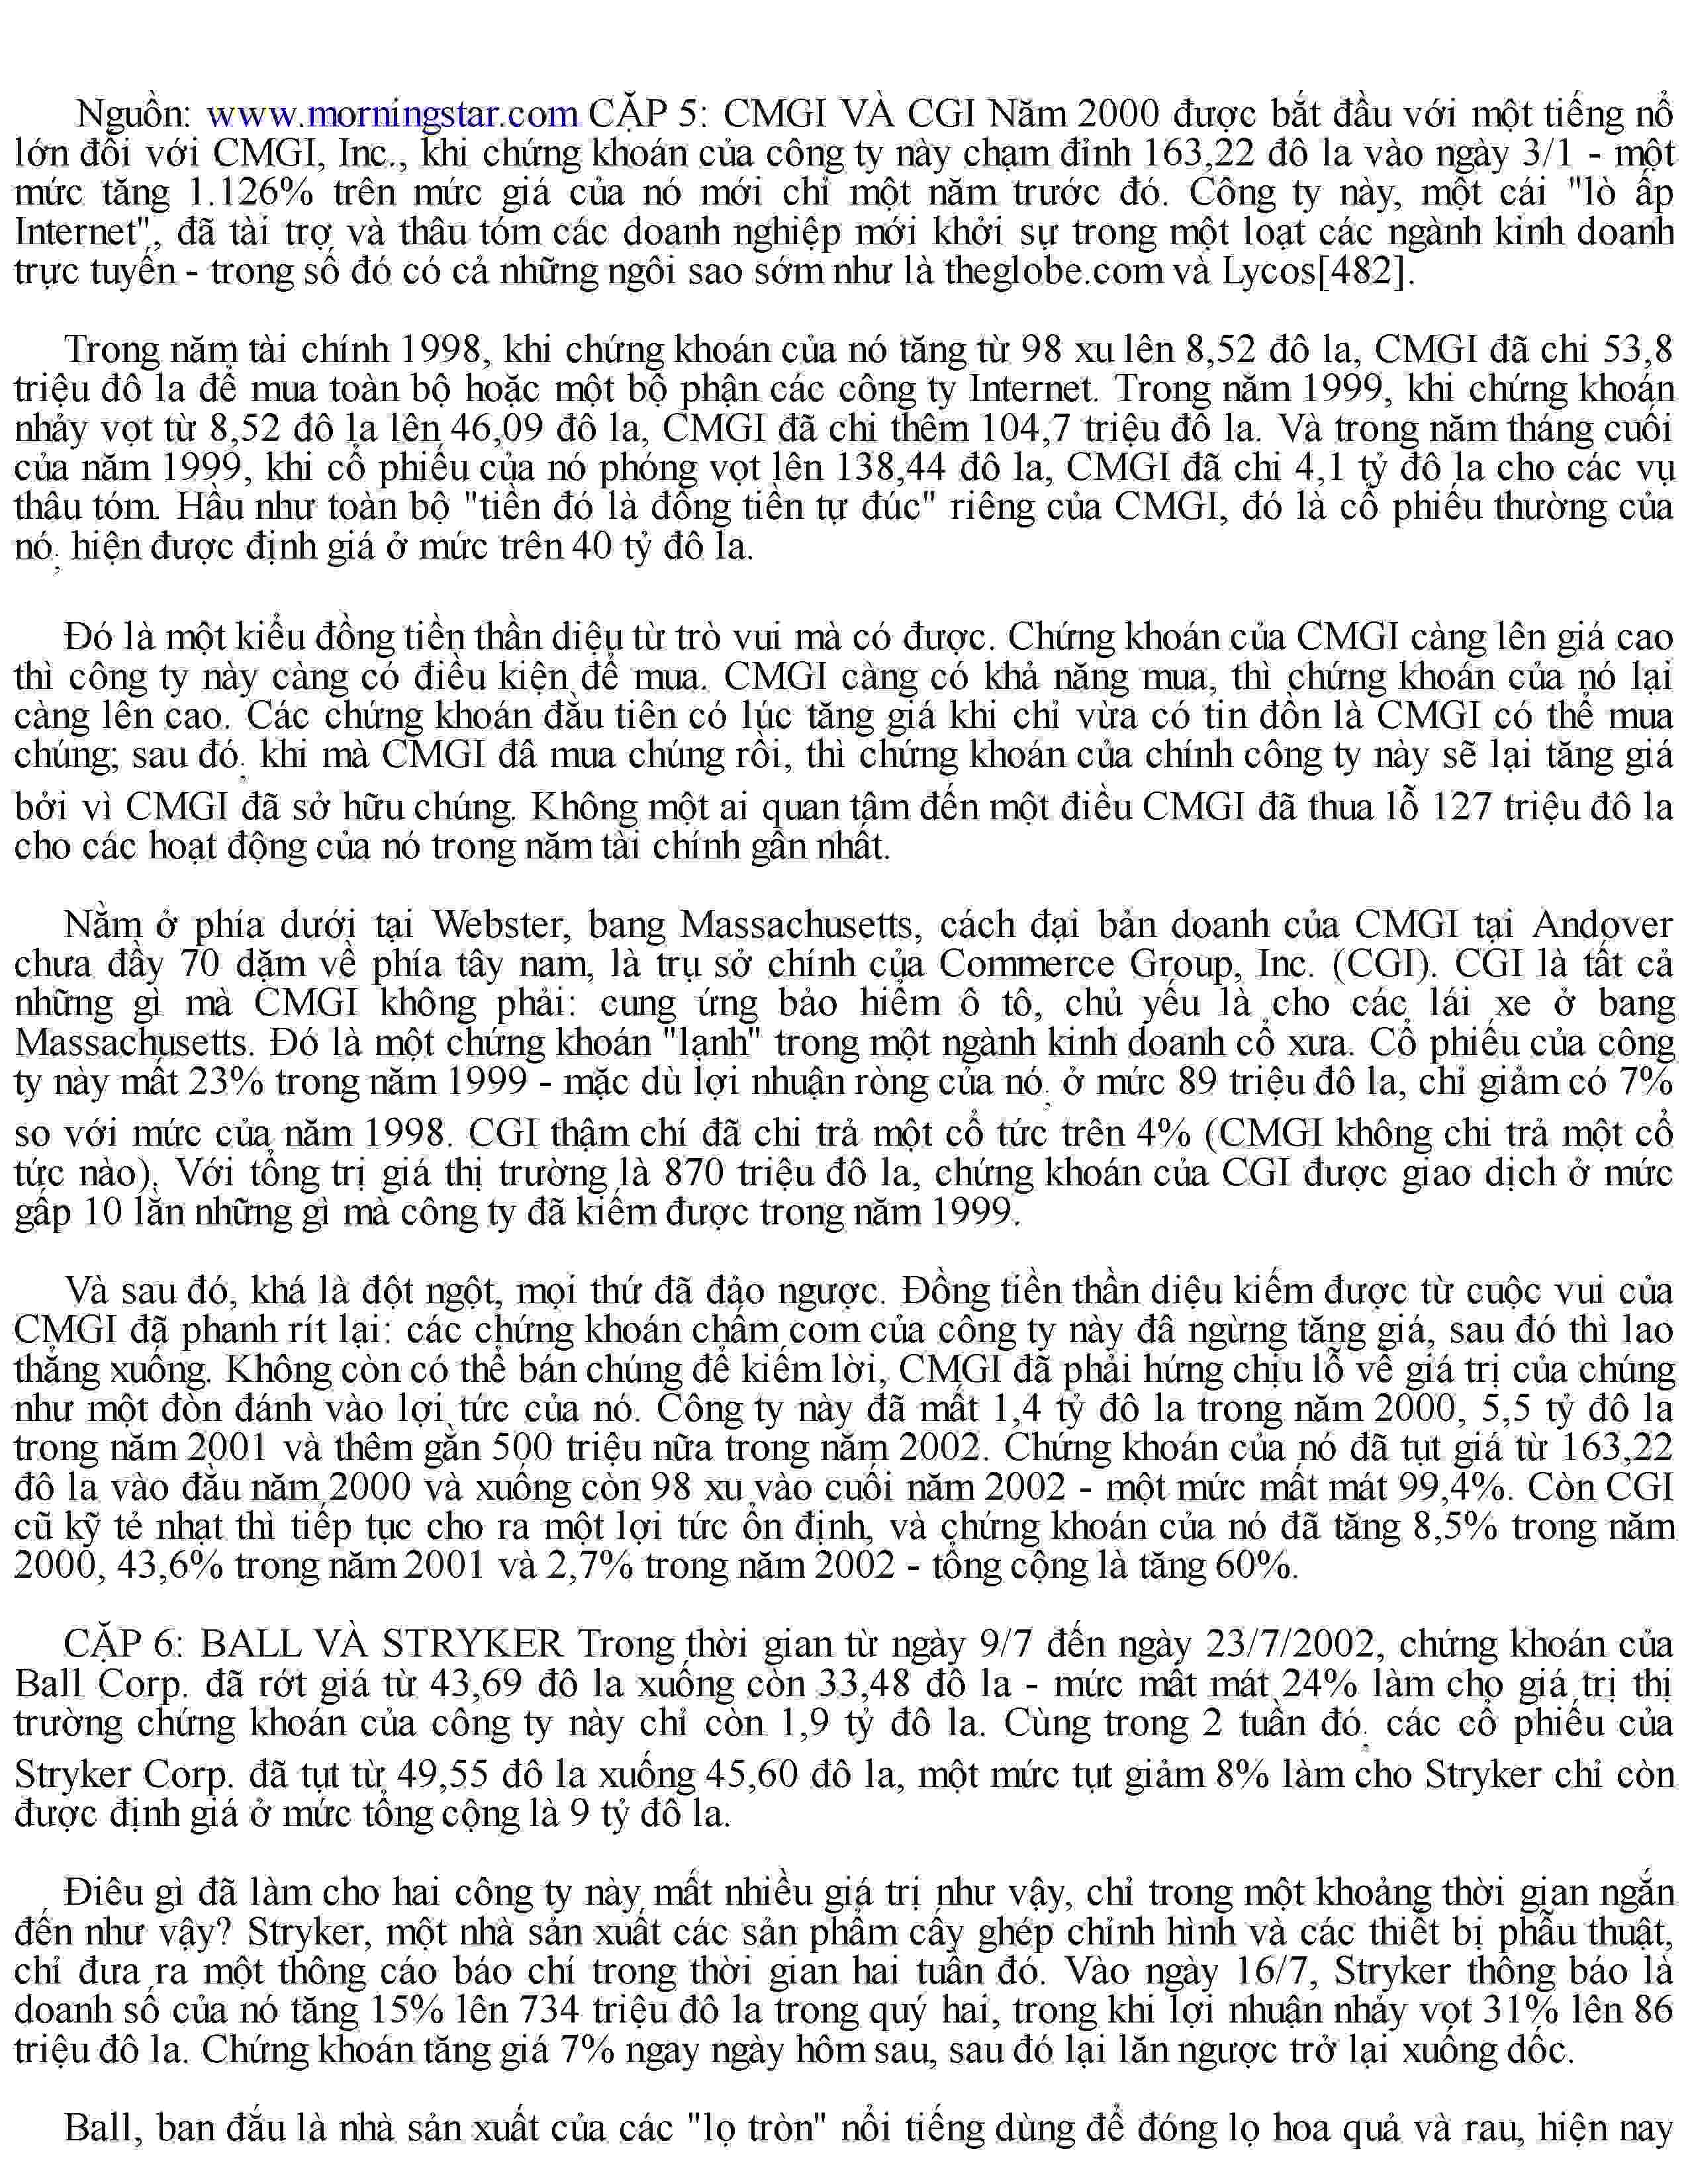 Nguồn: www.morningstar.com CẶP 5: CMGI VÀ CGI Năm 2000 được bắt đầu với một tiếng nổ
lớn đối với CMGI, Inc., khi chứng khoán của công ty này chạm đỉnh 163,22 đô la vào ngày 3/1 - một
mức tăng 1.126% trên mức giá của nó mới chỉ một năm trước đó. Công ty này, một cái "lò ấp
Internet", đã tài trợ và thâu tóm các doanh nghiệp mới khởi sự trong một loạt các ngành kinh doanh
trực tuyến - trong số đó có cả những ngôi sao sớm như là theglobe.com và Lycos[482].
Trong năm tài chính 1998, khi chứng khoán của nó tăng từ 98 xu lên 8,52 đô la, CMGI đã chi 53,8
triệu đô la để mua toàn bộ hoặc một bộ phận các công ty Internet. Trong năm 1999, khi chứng khoán
nhảy vọt từ 8,52 đô la lên 46,09 đô la, CMGI đã chi thêm 104,7 triệu đô la. Và trong năm tháng cuối
của năm 1999, khi cổ phiếu của nó phóng vọt lên 138,44 đô la, CMGI đã chi 4,1 tỷ đô la cho các vụ
thâu tóm. Hầu như toàn bộ "tiền đó là đồng tiền tự đúc" riêng của CMGI, đó là cổ phiếu thường của
nó, hiện được định giá ở mức trên 40 tỷ đô la.
Đó là một kiểu đồng tiền thần diệu từ trò vui mà có được. Chứng khoán của CMGI càng lên giá cao
thì công ty này càng có điều kiện để mua. CMGI càng có khả năng mua, thì chứng khoán của nó lại
càng lên cao. Các chứng khoán đầu tiên có lúc tăng giá khi chỉ vừa có tin đồn là CMGI có thể mua
chúng; sau đó, khi mà CMGI đã mua chúng rồi, thì chứng khoán của chính công ty này sẽ lại tăng giá
bởi vì CMGI đã sở hữu chúng. Không một ai quan tâm đến một điều CMGI đã thua lỗ 127 triệu đô la
cho các hoạt động của nó trong năm tài chính gần nhất.
Nằm ở phía dưới tại Webster, bang Massachusetts, cách đại bản doanh của CMGI tại Andover
chưa đầy 70 dặm về phía tây nam, là trụ sở chính của Commerce Group, Inc. (CGI). CGI là tất cả
những gì mà CMGI không phải: cung ứng bảo hiểm ô tô, chủ yếu là cho các lái xe ở bang
Massachusetts. Đó là một chứng khoán "lạnh" trong một ngành kinh doanh cổ xưa. Cổ phiếu của công
ty này mất 23% trong năm 1999 - mặc dù lợi nhuận ròng của nó, ở mức 89 triệu đô la, chỉ giảm có 7%
so với mức của năm 1998. CGI thậm chí đã chi trả một cổ tức trên 4% (CMGI không chi trả một cổ
tức nào). Với tổng trị giá thị trường là 870 triệu đô la, chứng khoán của CGI được giao dịch ở mức
gấp 10 lần những gì mà công ty đã kiếm được trong năm 1999.
Và sau đó, khá là đột ngột, mọi thứ đã đảo ngược. Đồng tiền thần diệu kiếm được từ cuộc vui của
CMGI đã phanh rít lại: các chứng khoán chấm com của công ty này đã ngừng tăng giá, sau đó thì lao
thẳng xuống. Không còn có thể bán chúng để kiếm lời, CMGI đã phải hứng chịu lỗ về giá trị của chúng
như một đòn đánh vào lợi tức của nó. Công ty này đã mất 1,4 tỷ đô la trong năm 2000, 5,5 tỷ đô la
trong năm 2001 và thêm gần 500 triệu nữa trong năm 2002. Chứng khoán của nó đã tụt giá từ 163,22
đô la vào đầu năm 2000 và xuống còn 98 xu vào cuối năm 2002 - một mức mất mát 99,4%. Còn CGI
cũ kỹ tẻ nhạt thì tiếp tục cho ra một lợi tức ổn định, và chứng khoán của nó đã tăng 8,5% trong năm
2000, 43,6% trong năm 2001 và 2,7% trong năm 2002 - tổng cộng là tăng 60%.
CẶP 6: BALL VÀ STRYKER Trong thời gian từ ngày 9/7 đến ngày 23/7/2002, chứng khoán của
Ball Corp. đã rớt giá từ 43,69 đô la xuống còn 33,48 đô la - mức mất mát 24% làm cho giá trị thị
trường chứng khoán của công ty này chỉ còn 1,9 tỷ đô la. Cùng trong 2 tuần đó, các cổ phiếu của
Stryker Corp. đã tụt từ 49,55 đô la xuống 45,60 đô la, một mức tụt giảm 8% làm cho Stryker chỉ còn
được định giá ở mức tổng cộng là 9 tỷ đô la.
Điêu gì đã làm cho hai công ty này mất nhiều giá trị như vậy, chỉ trong một khoảng thời gian ngắn
đến như vậy? Stryker, một nhà sản xuất các sản phẩm cấy ghép chỉnh hình và các thiết bị phẫu thuật,
chỉ đưa ra một thông cáo báo chí trong thời gian hai tuần đó. Vào ngày 16/7, Stryker thông báo là
doanh số của nó tăng 15% lên 734 triệu đô la trong quý hai, trong khi lợi nhuận nhảy vọt 31% lên 86
triệu đô la. Chứng khoán tăng giá 7% ngay ngày hôm sau, sau đó lại lăn ngược trở lại xuống dốc.
Ball, ban đắu là nhà sản xuất của các "lọ tròn" nổi tiếng dùng để đóng lọ hoa quả và rau, hiện nay